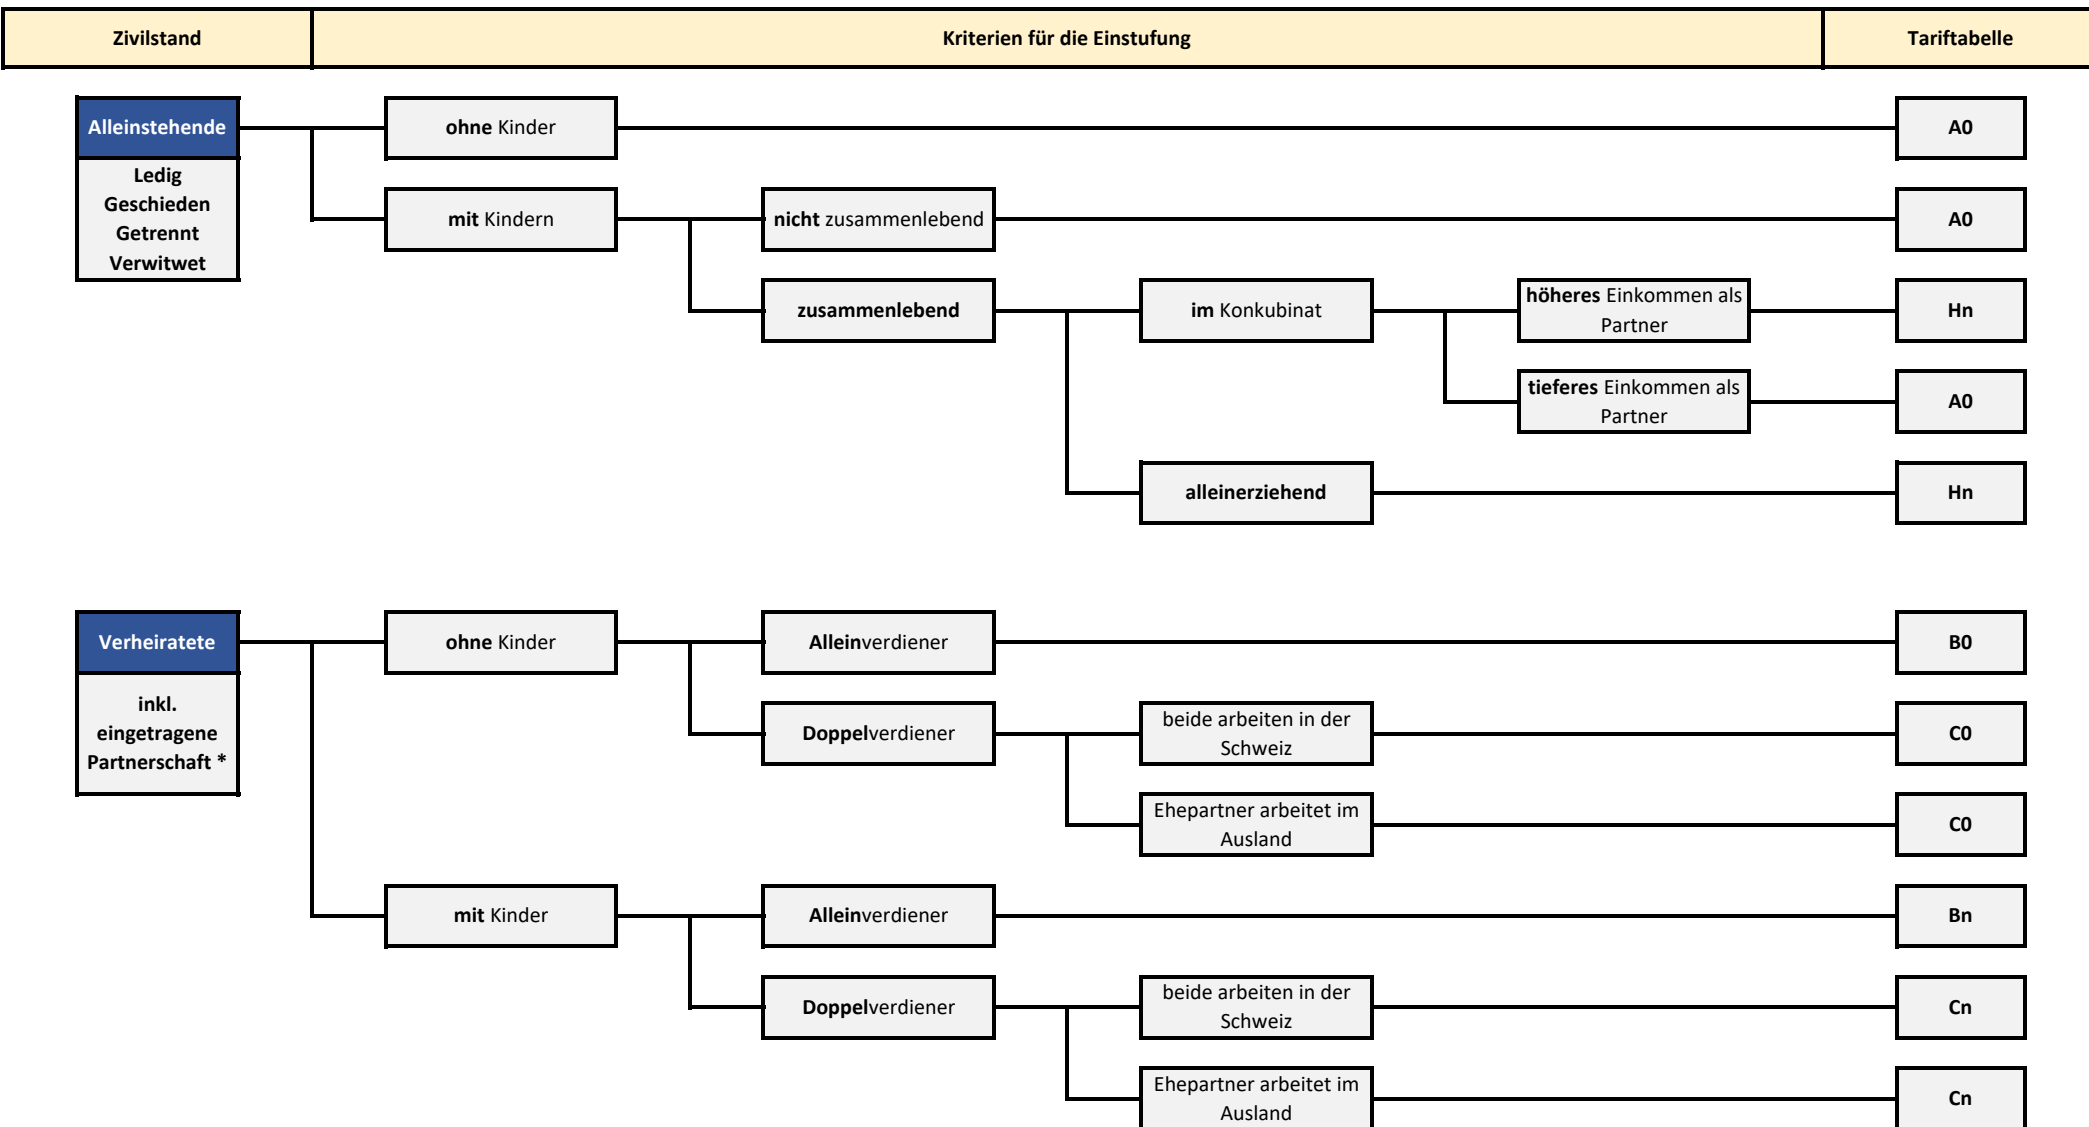 Zivilstand
Kriterien für die Einstufung
Tariftabelle
Alleinstehende
Ledig
Geschieden
Getrennt
Verwitwet
ohne Kinder
A0
mit Kindern
nicht zusammenlebend
A0
zusammenlebend
im Konkubinat
höheres Einkommen als
Partner
Hn
tieferes Einkommen als
Partner
A0
alleinerziehend
Hn
Verheiratete
inkl.
eingetragene
Partnerschaft *
ohne Kinder
Alleinverdiener
B0
Doppelverdiener
beide arbeiten in der
Schweiz
C0
Ehepartner arbeitet im
Ausland
C0
mit Kinder
Alleinverdiener
Bn
Doppelverdiener
beide arbeiten in der
Schweiz
Cn
Ehepartner arbeitet im
Ausland
Cn